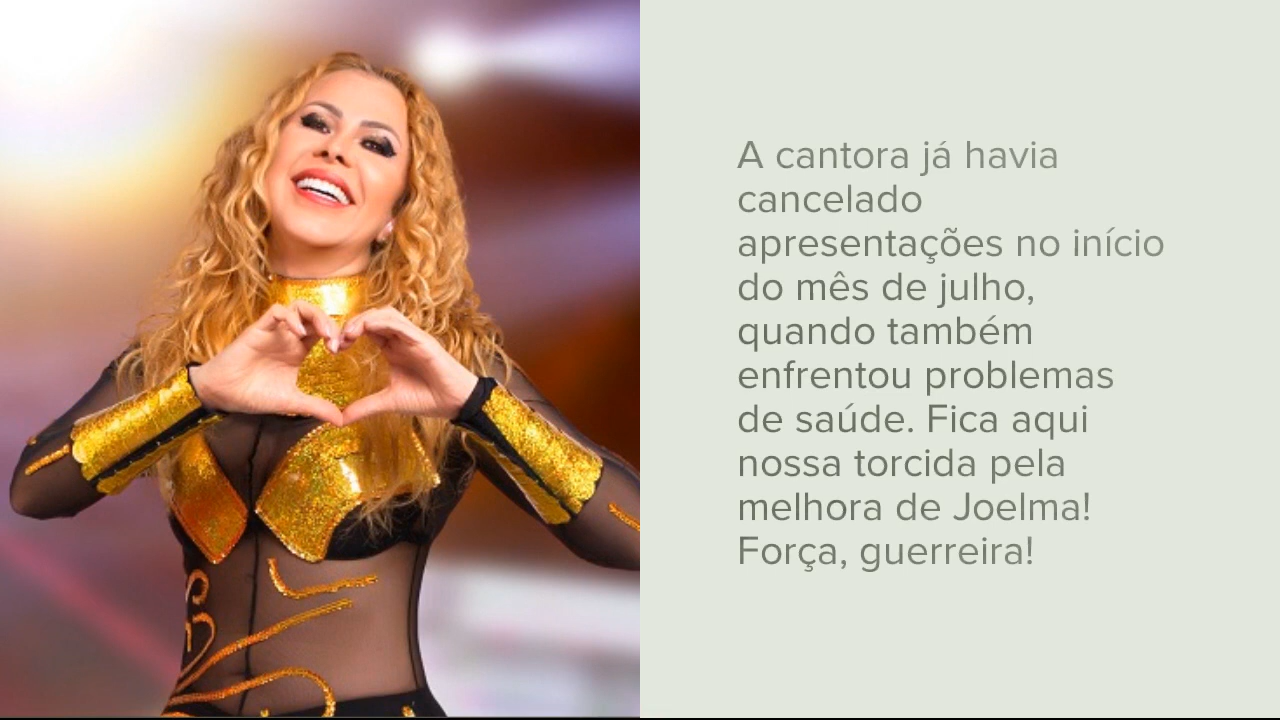 A cantora já havia
cancelado
apresentações no início
do mês de julho,
quando também
enfrentou problemas
de saúde. Fica aqui
nossa torcida pela
melhora de Joelma!
Força, guerreira!